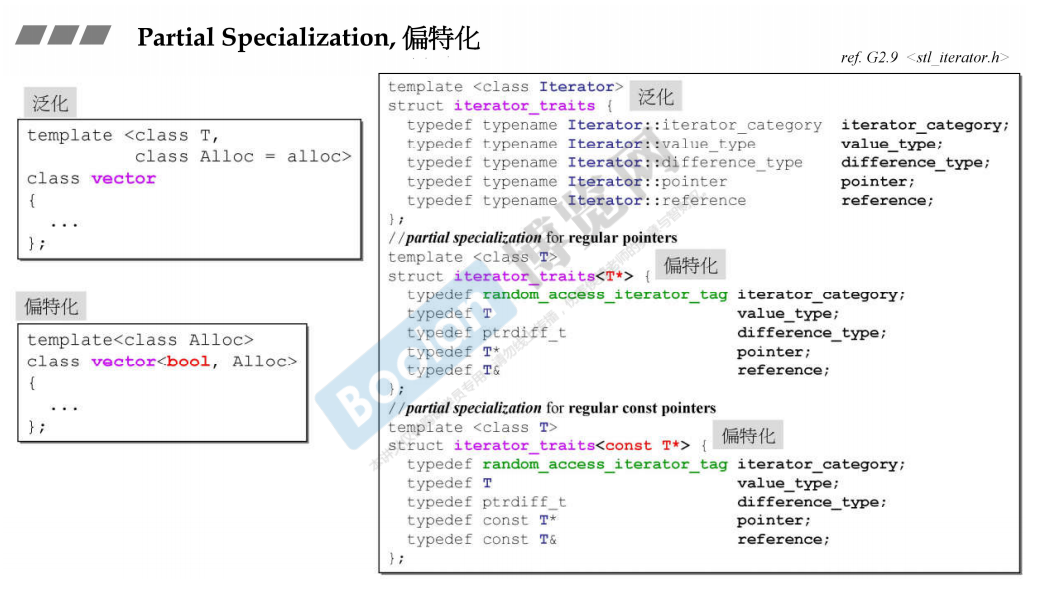 Partial Specialization, 偏特化
ref. G2.9 <stl_iterator.h>
泛化
template <class T,
class Alloc = alloc>
class vector
{
...
};
偏特化
template<class Alloc>
class vector<bool, Alloc>
{
...
};
template <class Iterator>
泛化
struct iterator_traits {
typedef typename Iterator::iterator_category iterator_category;
typedef typename Iterator::value_type value_type;
typedef typename Iterator::difference_type difference_type;
typedef typename Iterator::pointer pointer;
typedef typename Iterator::reference reference;
};
//partial specialization for regular pointers
template <class T>
偏特化
struct iterator_traits<T*> {
typedef random_access_iterator_tag iterator_category;
typedef T value_type;
typedef ptrdiff_t difference_type;
typedef T* pointer;
typedef T& reference;
};
//partial specialization for regular const pointers
template <class T>
偏特化
struct iterator_traits<const T*> {
typedef random_access_iterator_tag iterator_category;
typedef T value_type;
typedef ptrdiff_t difference_type;
typedef const T* pointer;
typedef const T& reference;
};
Boolan 博览网